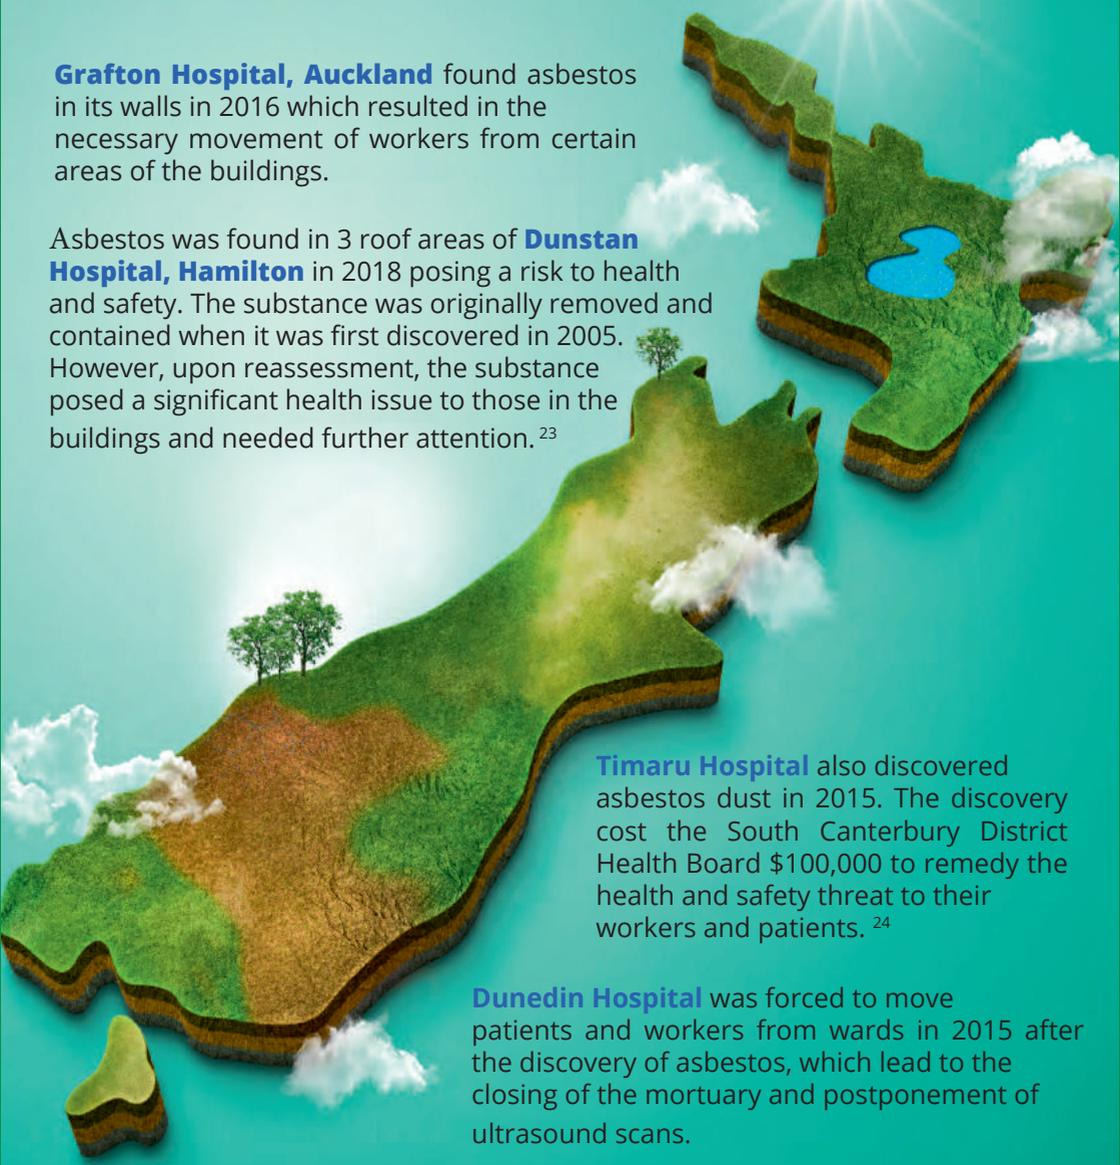 Grafton Hospital, Auckland found asbestos
in its walls in 2016 which resulted in the
necessary movement of workers from certain
areas of the buildings.
Asbestos was found in 3 roof areas of Dunstan
Hospital, Hamilton in 2018 posing a risk to health
and safety. The substance was originally removed and
contained when it was first discovered in 2005.
However, upon reassessment, the substance
posed a significant health issue to those in the
buildings and needed further attention. 23
Timaru Hospital also discovered
asbestos dust in 2015. The discovery
cost the South Canterbury District
Health Board $100,000 to remedy the
health and safety threat to their
workers and patients. 24
Dunedin Hospital was forced to move
patients and workers from wards in 2015 after
the discovery of asbestos, which lead to the
closing of the mortuary and postponement of
ultrasound scans.